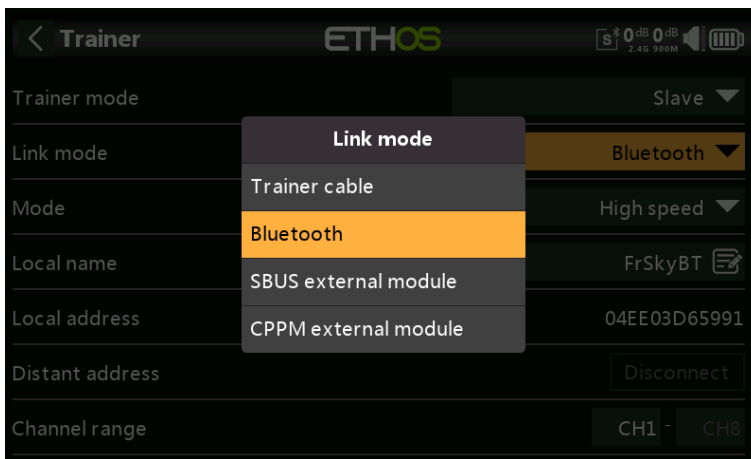 Trainer
ETHOS
S 0dB 0dB
2.4G 900M
Trainer mode
Slave
Link mode
Link mode
Bluetooth
Trainer cable
Mode
High speed
Bluetooth
Local name
FrSkyBT
SBUS external module
Local address
04EE03D65991
CPPM external module
Distant address
Disconnect
Channel range
CH1 - CH8